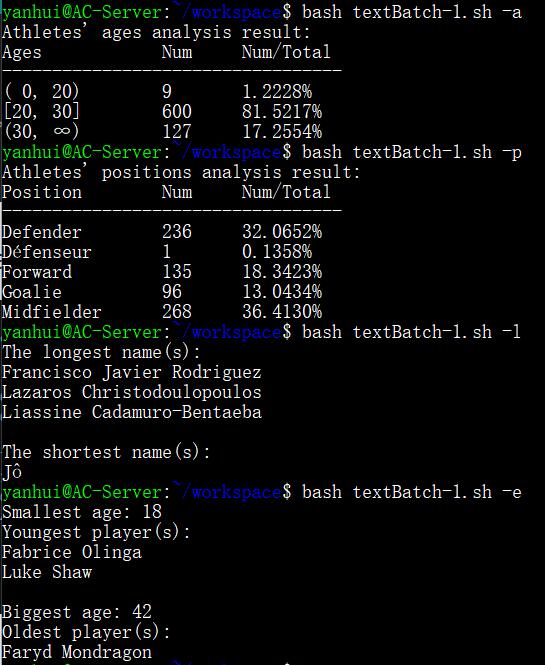 yanhui@AC-Server:~/workspace$ bash textBatch-1.sh -a
Athletes' ages analysis result:
Ages Num Num/Total
----------------------------------
( 0, 20) 9 1.2228%
[20, 30] 600 81.5217%
(30, ∞) 127 17.2554%
yanhui@AC-Server:~/workspace$ bash textBatch-1.sh -p
Athletes' positions analysis result:
Position Num Num/Total
----------------------------------
Defender 236 32.0652%
Défenseur 1 0.1358%
Forward 135 18.3423%
Goalie 96 13.0434%
Midfielder 268 36.4130%
yanhui@AC-Server:~/workspace$ bash textBatch-1.sh -l
The longest name(s):
Francisco Javier Rodriguez
Lazaros Christodoulopoulos
Liassine Cadamuro-Bentaeba
The shortest name(s):
Jô
yanhui@AC-Server:~/workspace$ bash textBatch-1.sh -e
Smallest age: 18
Youngest player(s):
Fabrice Olinga
Luke Shaw
Biggest age: 42
Oldest player(s):
Faryd Mondragon